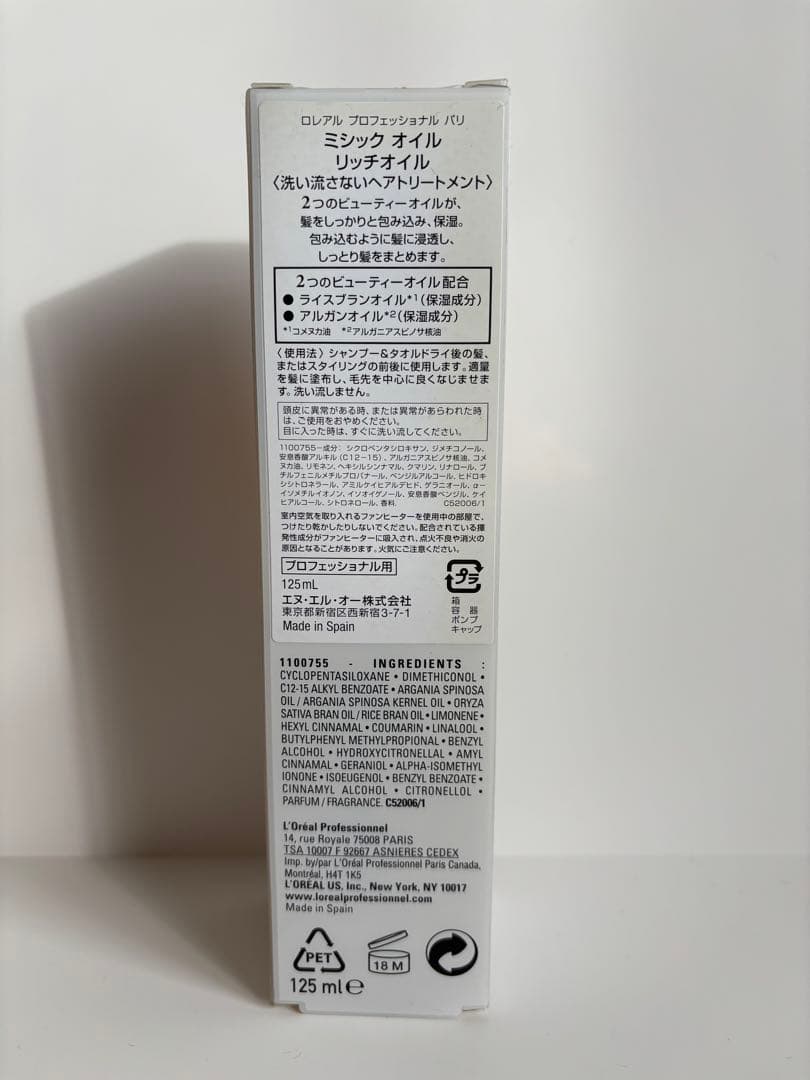 ロレアル プロフェッショナル パリ
ミシック オイル
リッチオイル
〈洗い流さないヘアトリートメント〉
2つのビューティーオイルが、
髪をしっかりと包み込み、保湿。
包み込むように髪に浸透し、
しっとり髪をまとめます。
2つのビューティーオイル配合
● ライスブランオイル*1(保湿成分)
● アルガンオイル*2(保湿成分)
*1コメヌカ油 *2アルガニアスピノサ核油
〈使用法〉シャンプー&タオルドライ後の髪、
またはスタイリングの前後に使用します。適量
を髪に塗布し、毛先を中心に良くなじませま
す。洗い流しません。
頭皮に異常がある時、または異常があらわれた時
は、ご使用をおやめください。
目に入った時は、すぐに洗い流してください。
1100755-成分: シクロペンタシロキサン、ジメチコノール、
安息香酸アルキル(C12-15)、アルガニアスピノサ核油、コメ
ヌカ油、リモネン、ヘキシルシンナマル、クマリン、リナロール、ブ
チルフェニルメチルプロパナール、ベンジルアルコール、ヒドロキ
シシトロネラール、アミルケイヒアルデヒド、ゲラニオール、α-
イソメチルイオノン、イソオイゲノール、安息香酸ベンジル、ケイ
ヒアルコール、シトロネロール、香料. C52006/1
室内空気を取り入れるファンヒーターを使用中の部屋で、
つけたり乾かしたりしないでください。配合されている揮
発性成分がファンヒーターに吸入され、点火不良や消火の
原因となることがあります。火気にご注意ください。
プロフェッショナル用
125mL
エヌ・エル・オー株式会社
東京都新宿区西新宿3-7-1
Made in Spain
プラ
箱
容器
ポンプ
キャップ
1100755 - INGREDIENTS :
CYCLOPENTASILOXANE • DIMETHICONOL •
C12-15 ALKYL BENZOATE • ARGANIA SPINOSA
OIL / ARGANIA SPINOSA KERNEL OIL • ORYZA
SATIVA BRAN OIL / RICE BRAN OIL • LIMONENE •
HEXYL CINNAMAL • COUMARIN • LINALOOL •
BUTYLPHENYL METHYLPROPIONAL • BENZYL
ALCOHOL • HYDROXYCITRONELLAL • AMYL
CINNAMAL • GERANIOL • ALPHA-ISOMETHYL
IONONE • ISOEUGENOL • BENZYL BENZOATE •
CINNAMYL ALCOHOL • CITRONELLOL •
PARFUM / FRAGRANCE. C52006/1
L'Oréal Professionnel
14, rue Royale 75008 PARIS
TSA 10007 F 92667 ASNIERES CEDEX
Imp. by/par L'Oréal Professionnel Paris Canada,
Montréal, H4T 1K5
L'ORÉAL US. Inc., New York, NY 10017
www.lorealprofessionnel.com
Made in Spain
PET
18 M
125 ml ℮